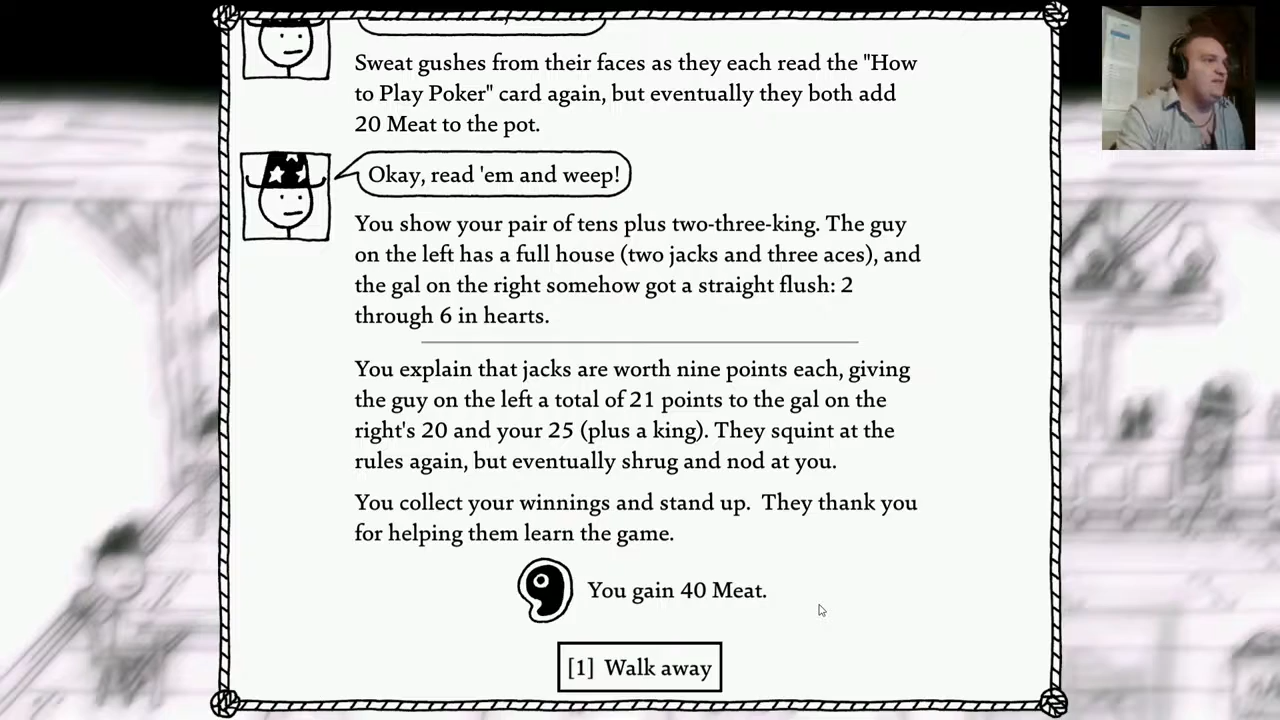 Sweat gushes from their faces as they each read the "How
to Play Poker" card again, but eventually they both add
20 Meat to the pot.
Okay, read 'em and weep!
You show your pair of tens plus two-three-king. The guy
on the left has a full house (two jacks and three aces), and
the gal on the right somehow got a straight flush: 2
through 6 in hearts.
You explain that jacks are worth nine points each, giving
the guy on the left a total of 21 points to the gal on the
right's 20 and your 25 (plus a king). They squint at the
rules again, but eventually shrug and nod at you.
You collect your winnings and stand up. They thank you
for helping them learn the game.
You gain 40 Meat.
[1] Walk away